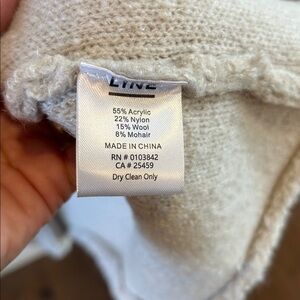 LINE
55% Acrylic
22% Nylon
15% Wool
8% Mohair
MADE IN CHINA
RN # 0103842
CA # 25459
Dry Clean Only